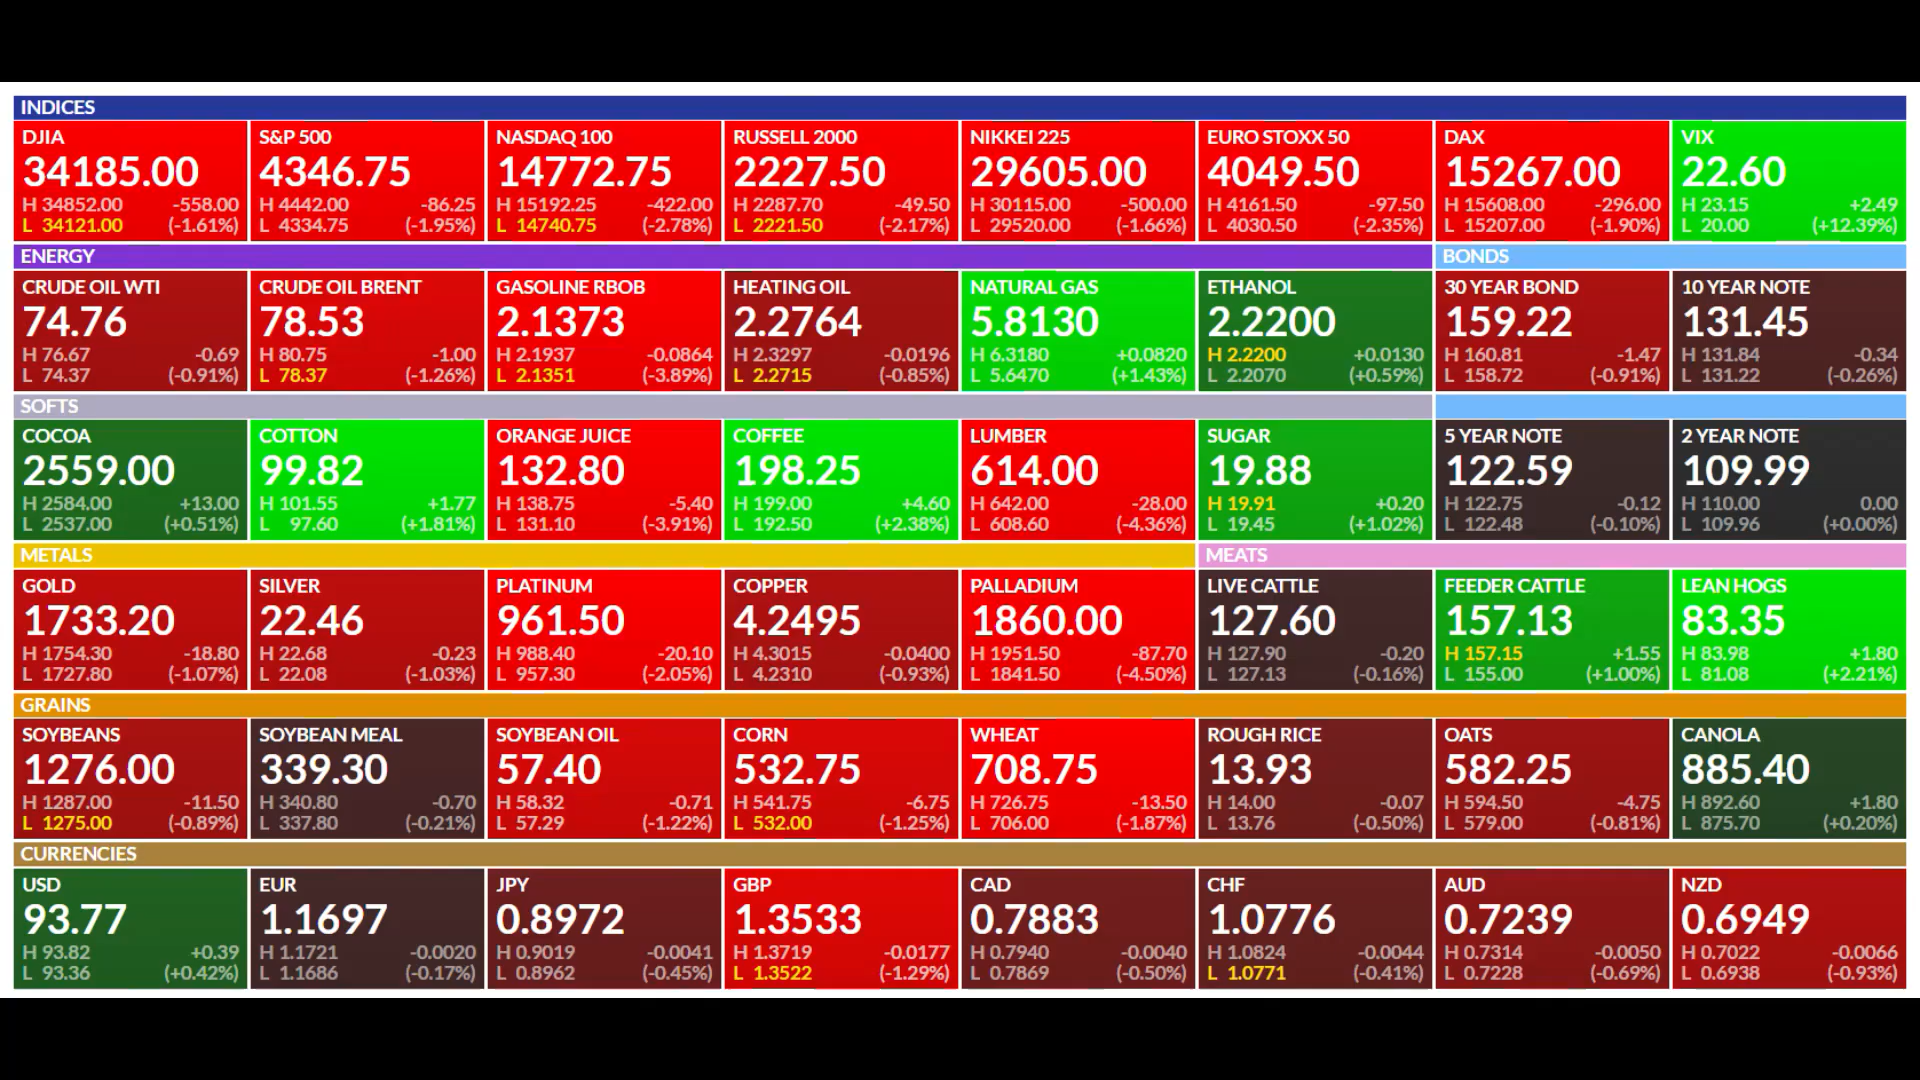 INDICES
DJIA
34185.00
H 34852.00 -558.00
L 34121.00 (-1.61%)
S&P 500
4346.75
H 4442.00 -86.25
L 4334.75 (-1.95%)
NASDAQ 100
14772.75
H 15192.25 -422.00
L 14740.75 (-2.78%)
RUSSELL 2000
2227.50
H 2287.70 -49.50
L 2221.50 (-2.17%)
NIKKEI 225
29605.00
H 30115.00 -500.00
L 29520.00 (-1.66%)
EURO STOXX 50
4049.50
H 4161.50 -97.50
L 4030.50 (-2.35%)
DAX
15267.00
H 15608.00 -296.00
L 15207.00 (-1.90%)
VIX
22.60
H 23.15 +2.49
L 20.00 (+12.39%)
ENERGY
CRUDE OIL WTI
74.76
H 76.67 -0.69
L 74.37 (-0.91%)
CRUDE OIL BRENT
78.53
H 80.75 -1.00
L 78.37 (-1.26%)
GASOLINE RBOB
2.1373
H 2.1937 -0.0864
L 2.1351 (-3.89%)
HEATING OIL
2.2764
H 2.3297 -0.0196
L 2.2715 (-0.85%)
NATURAL GAS
5.8130
H 6.3180 +0.0820
L 5.6470 (+1.43%)
ETHANOL
2.2200
H 2.2200 +0.0130
L 2.2070 (+0.59%)
BONDS
30 YEAR BOND
159.22
H 160.81 -1.47
L 158.72 (-0.91%)
10 YEAR NOTE
131.45
H 131.84 -0.34
L 131.22 (-0.26%)
SOFTS
COCOA
2559.00
H 2584.00 +13.00
L 2537.00 (+0.51%)
COTTON
99.82
H 101.55 +1.77
L 97.60 (+1.81%)
ORANGE JUICE
132.80
H 138.75 -5.40
L 131.10 (-3.91%)
COFFEE
198.25
H 199.00 +4.60
L 192.50 (+2.38%)
LUMBER
614.00
H 642.00 -28.00
L 608.60 (-4.36%)
SUGAR
19.88
H 19.91 +0.20
L 19.45 (+1.02%)
5 YEAR NOTE
122.59
H 122.75 -0.12
L 122.48 (-0.10%)
2 YEAR NOTE
109.99
H 110.00 0.00
L 109.96 (+0.00%)
METALS
GOLD
1733.20
H 1754.30 -18.80
L 1727.80 (-1.07%)
SILVER
22.46
H 22.68 -0.23
L 22.08 (-1.03%)
PLATINUM
961.50
H 988.40 -20.10
L 957.30 (-2.05%)
COPPER
4.2495
H 4.3015 -0.0400
L 4.2310 (-0.93%)
PALLADIUM
1860.00
H 1951.50 -87.70
L 1841.50 (-4.50%)
MEATS
LIVE CATTLE
127.60
H 127.90 -0.20
L 127.13 (-0.16%)
FEEDER CATTLE
157.13
H 157.15 +1.55
L 155.00 (+1.00%)
LEAN HOGS
83.35
H 83.98 +1.80
L 81.08 (+2.21%)
GRAINS
SOYBEANS
1276.00
H 1287.00 -11.50
L 1275.00 (-0.89%)
SOYBEAN MEAL
339.30
H 340.80 -0.70
L 337.80 (-0.21%)
SOYBEAN OIL
57.40
H 58.32 -0.71
L 57.29 (-1.22%)
CORN
532.75
H 541.75 -6.75
L 532.00 (-1.25%)
WHEAT
708.75
H 726.75 -13.50
L 706.00 (-1.87%)
ROUGH RICE
13.93
H 14.00 -0.07
L 13.76 (-0.50%)
OATS
582.25
H 594.50 -4.75
L 579.00 (-0.81%)
CANOLA
885.40
H 892.60 +1.80
L 875.70 (+0.20%)
CURRENCIES
USD
93.77
H 93.82 +0.39
L 93.36 (+0.42%)
EUR
1.1697
H 1.1721 -0.0020
L 1.1686 (-0.17%)
JPY
0.8972
H 0.9019 -0.0041
L 0.8962 (-0.45%)
GBP
1.3533
H 1.3719 -0.0177
L 1.3522 (-1.29%)
CAD
0.7883
H 0.7940 -0.0040
L 0.7869 (-0.50%)
CHF
1.0776
H 1.0824 -0.0044
L 1.0771 (-0.41%)
AUD
0.7239
H 0.7314 -0.0050
L 0.7228 (-0.69%)
NZD
0.6949
H 0.7022 -0.0066
L 0.6938 (-0.93%)